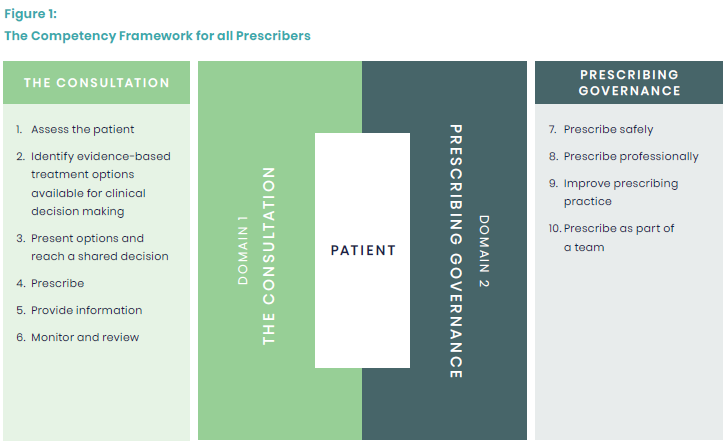 Figure 1:
The Competency Framework for all Prescribers
THE CONSULTATION
1. Assess the patient
2. Identify evidence-based
treatment options
available for clinical
decision making
3. Present options and
reach a shared decision
4. Prescribe
5. Provide information
6. Monitor and review
DOMAIN 1
THE CONSULTATION
PATIENT
PRESCRIBING GOVERNANCE
DOMAIN 2
PRESCRIBING
GOVERNANCE
7. Prescribe safely
8. Prescribe professionally
9. Improve prescribing
practice
10. Prescribe as part of
a team